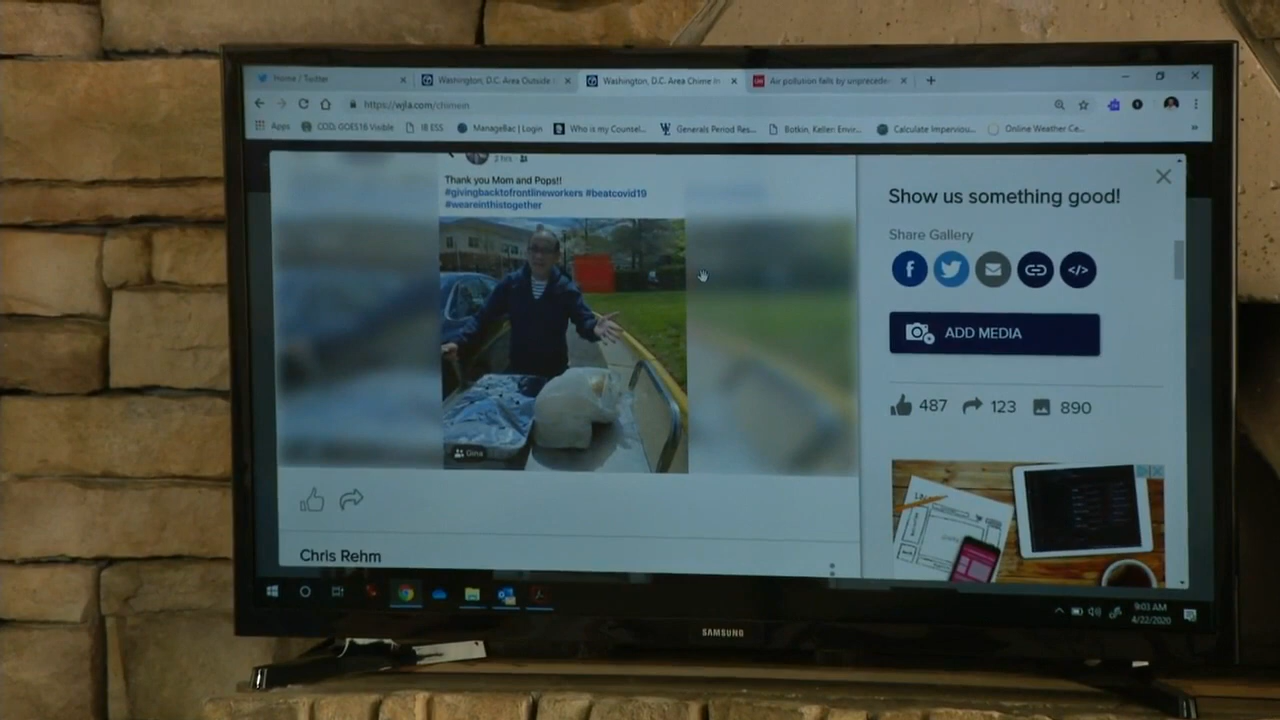 Home / Twitter
Washington, D.C. Area Outside
Washington, D.C. Area Chime In
Air pollution falls by unprecede
https://wjla.com/chimein
Apps
COD, GOES16 Visible
IB ESS
ManageBac | Login
Who is my Counsel...
Generals Period Res...
Botkin, Keller: Envir...
Calculate Imperviou...
Online Weather Ce...
2 hrs
Thank you Mom and Pops!!
#givingbacktofrontlineworkers #beatcovid19
#weareinthistogether
Gina
Chris Rehm
Show us something good!
Share Gallery
ADD MEDIA
487 123 890
9:03 AM
4/22/2020
SAMSUNG